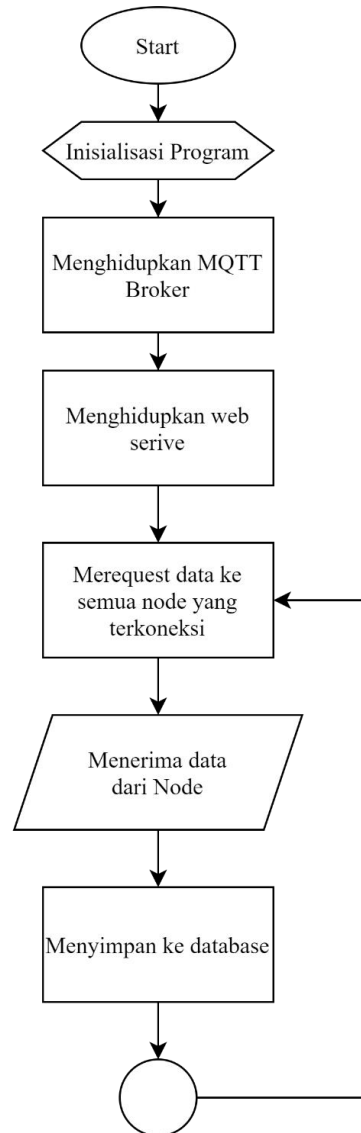 Start
Inisialisasi Program
Menghidupkan MQTT
Broker
Menghidupkan web
serive
Merequest data ke
semua node yang
terkoneksi
Menerima data
dari Node
Menyimpan ke database